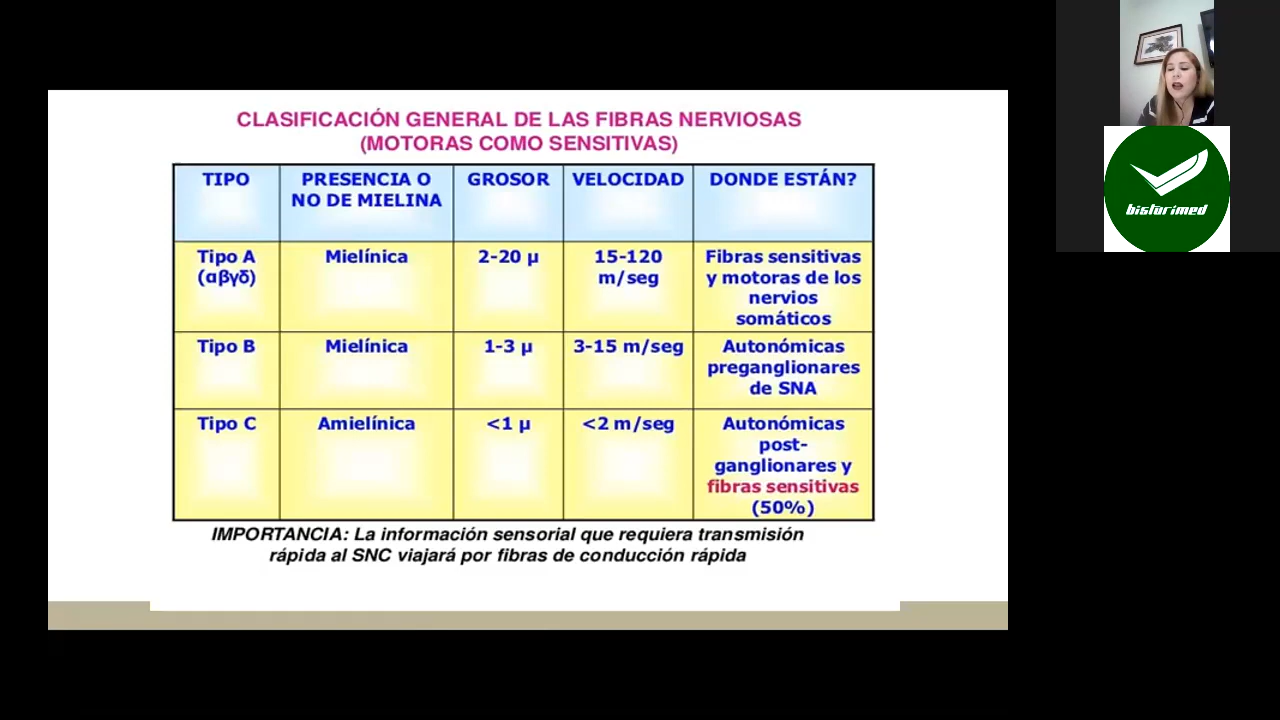 CLASIFICACIÓN GENERAL DE LAS FIBRAS NERVIOSAS
(MOTORAS COMO SENSITIVAS)
TIPO
PRESENCIA O
NO DE MIELINA
GROSOR
VELOCIDAD
DONDE ESTÁN?
Tipo A
(αβγδ)
Mielínica
2-20 µ
15-120
m/seg
Fibras sensitivas
y motoras de los
nervios
somáticos
Tipo B
Mielínica
1-3 µ
3-15 m/seg
Autonómicas
preganglionares
de SNA
Tipo C
Amielínica
<1 µ
<2 m/seg
Autonómicas
post-
ganglionares y
fibras sensitivas
(50%)
IMPORTANCIA: La información sensorial que requiera transmisión
rápida al SNC viajará por fibras de conducción rápida
bisturimed